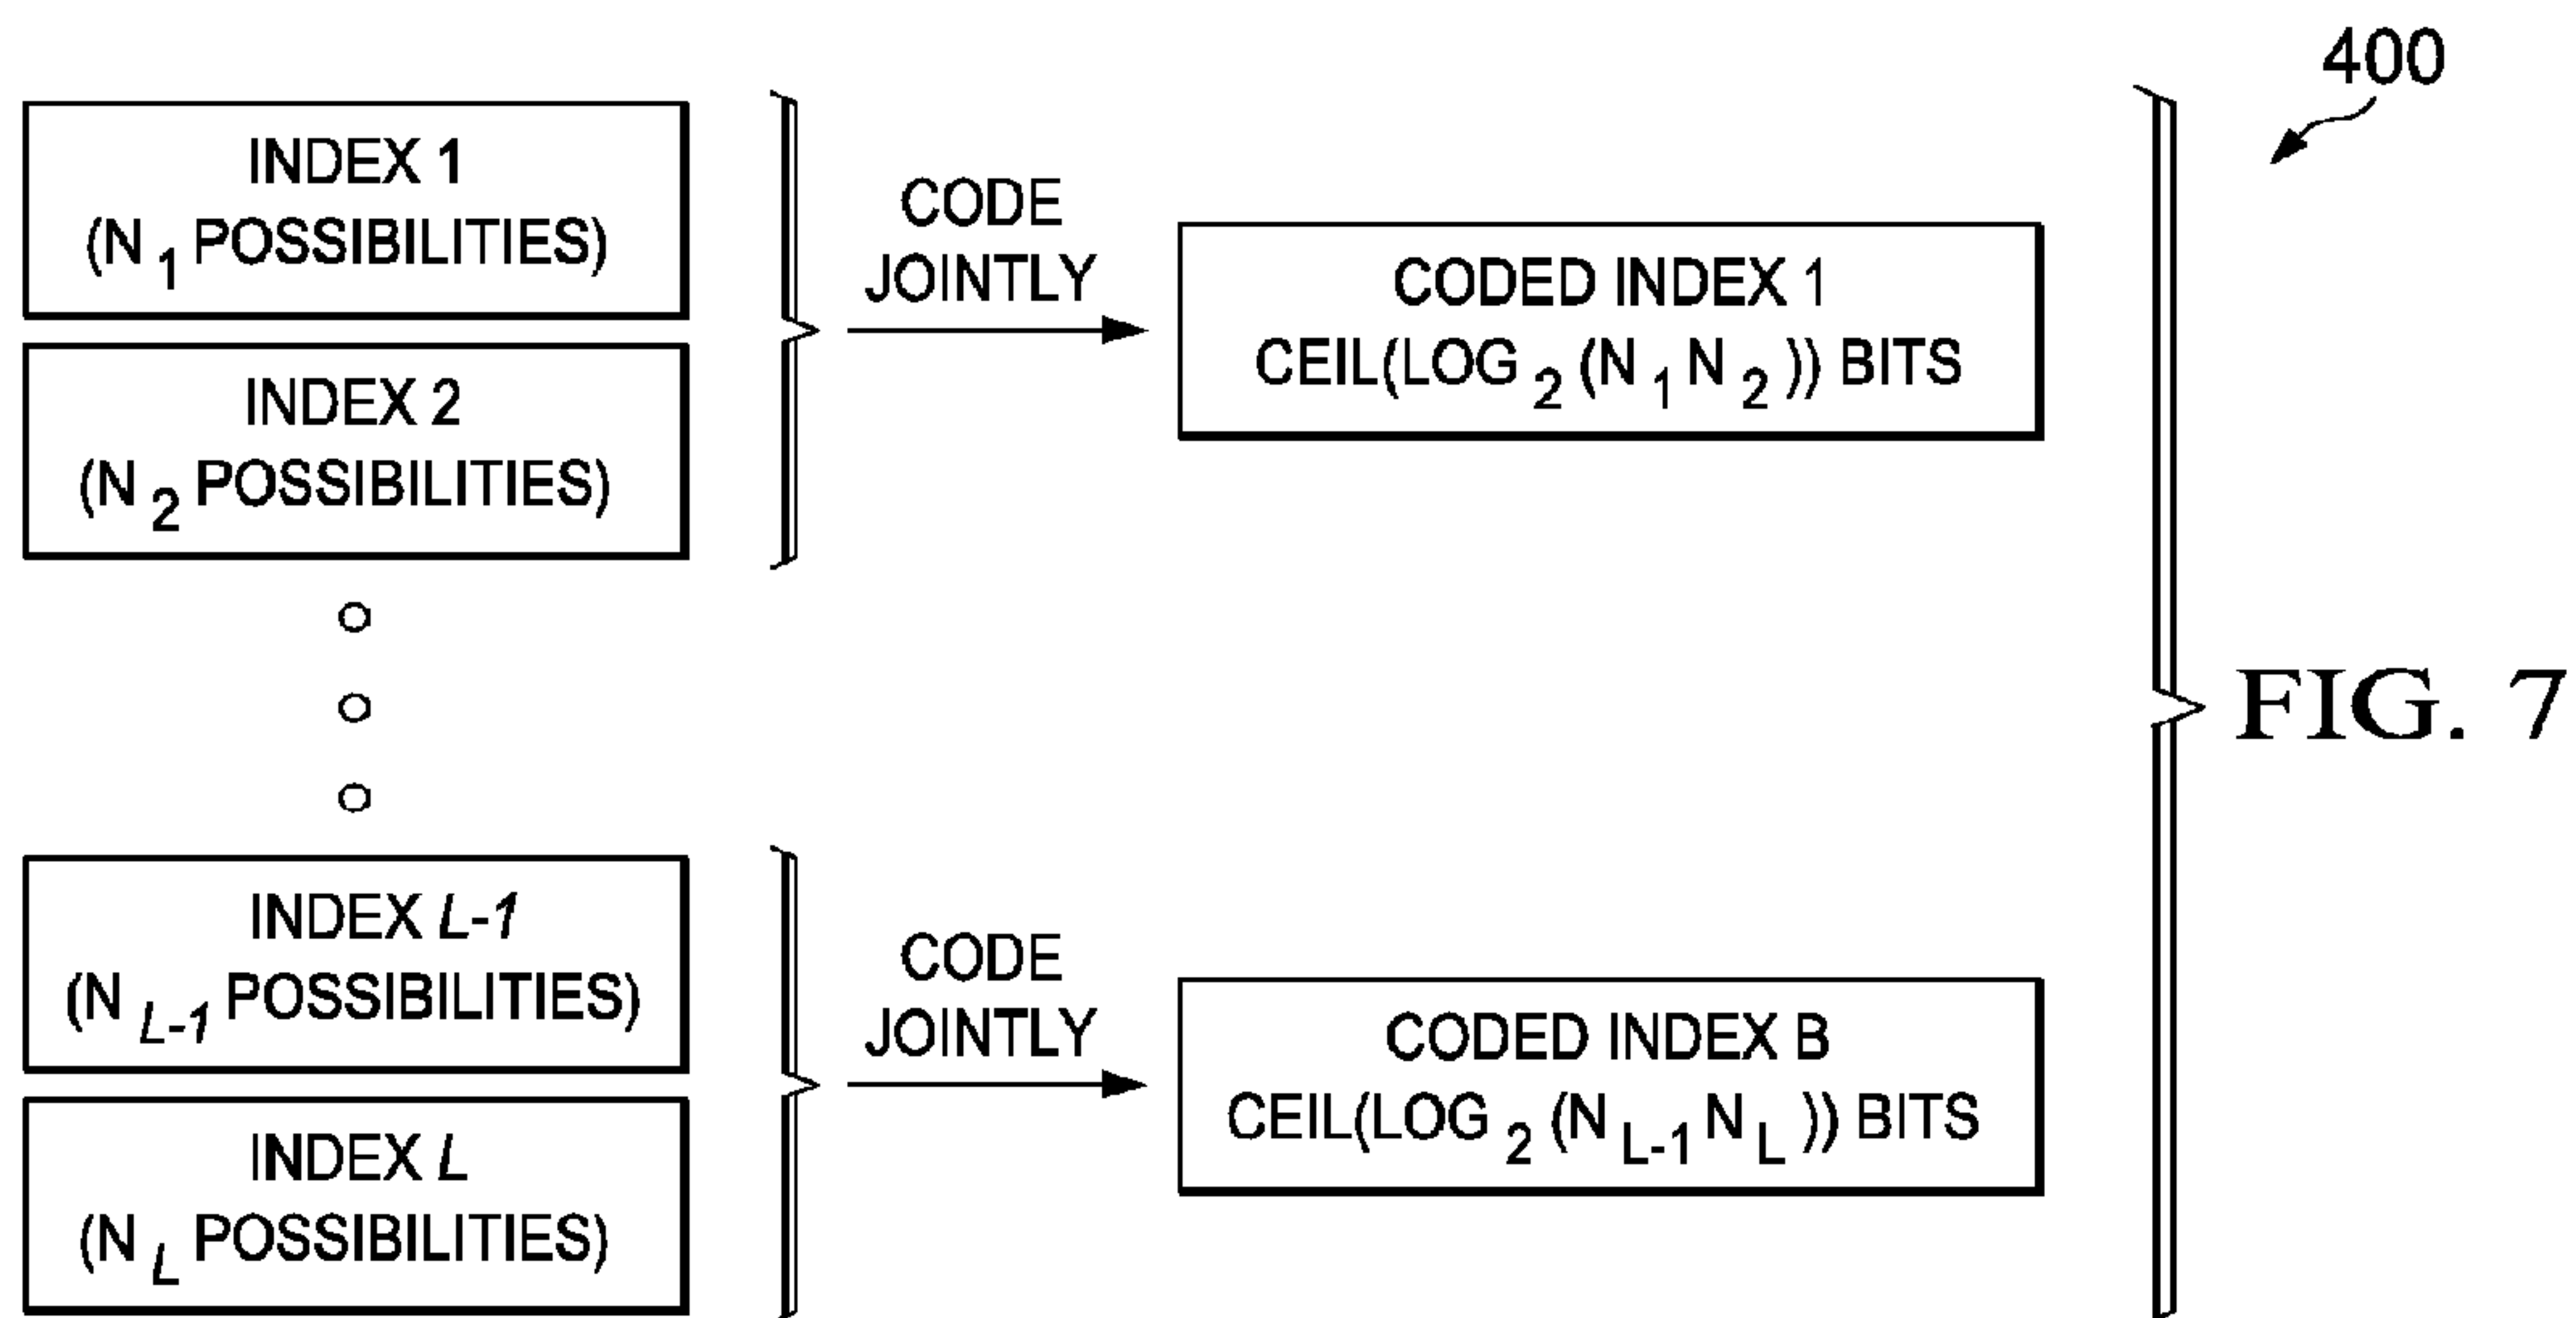 400
INDEX 1
(N 1 POSSIBILITIES)
INDEX 2
(N 2 POSSIBILITIES)
CODE
JOINTLY
CODED INDEX 1
CEIL(LOG 2 (N 1 N 2 )) BITS
INDEX L-1
(N L-1 POSSIBILITIES)
INDEX L
(N L POSSIBILITIES)
CODE
JOINTLY
CODED INDEX B
CEIL(LOG 2 (N L-1 N L )) BITS
FIG. 7